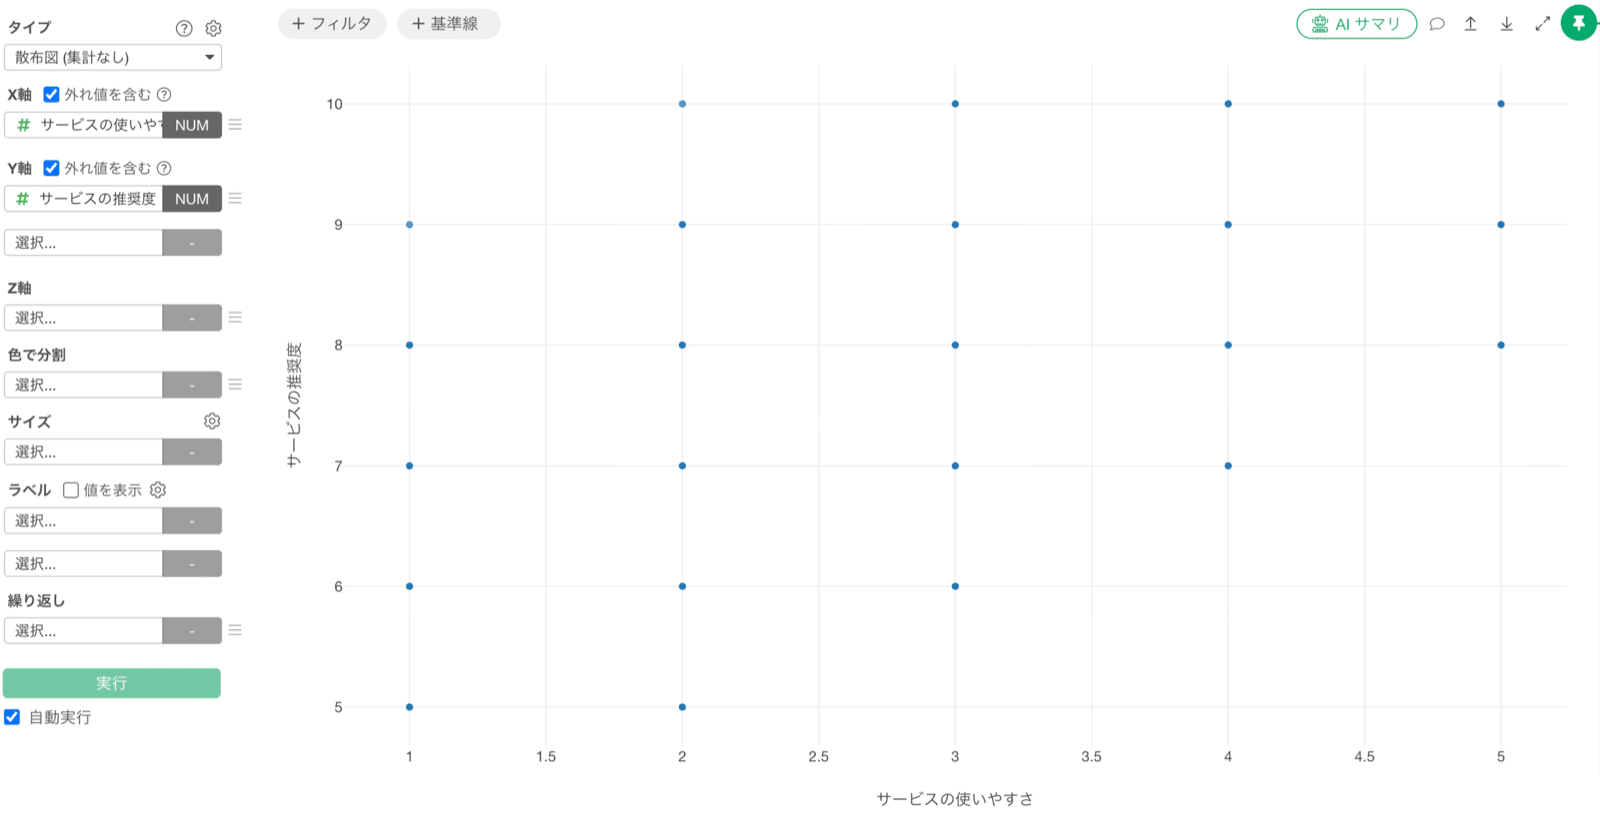 タイプ
散布図 (集計なし)
X軸 外れ値を含む
# サービスの使いや NUM
Y軸 外れ値を含む
# サービスの推奨度 NUM
選択... -
Z軸
選択... -
色で分割
選択... -
サイズ
選択... -
ラベル 値を表示
選択... -
選択... -
繰り返し
選択... -
実行
自動実行
+ フィルタ + 基準線
AI サマリ
10
9
8
7
6
5
サービスの推奨度
1 1.5 2 2.5 3 3.5 4 4.5 5
サービスの使いやすさ